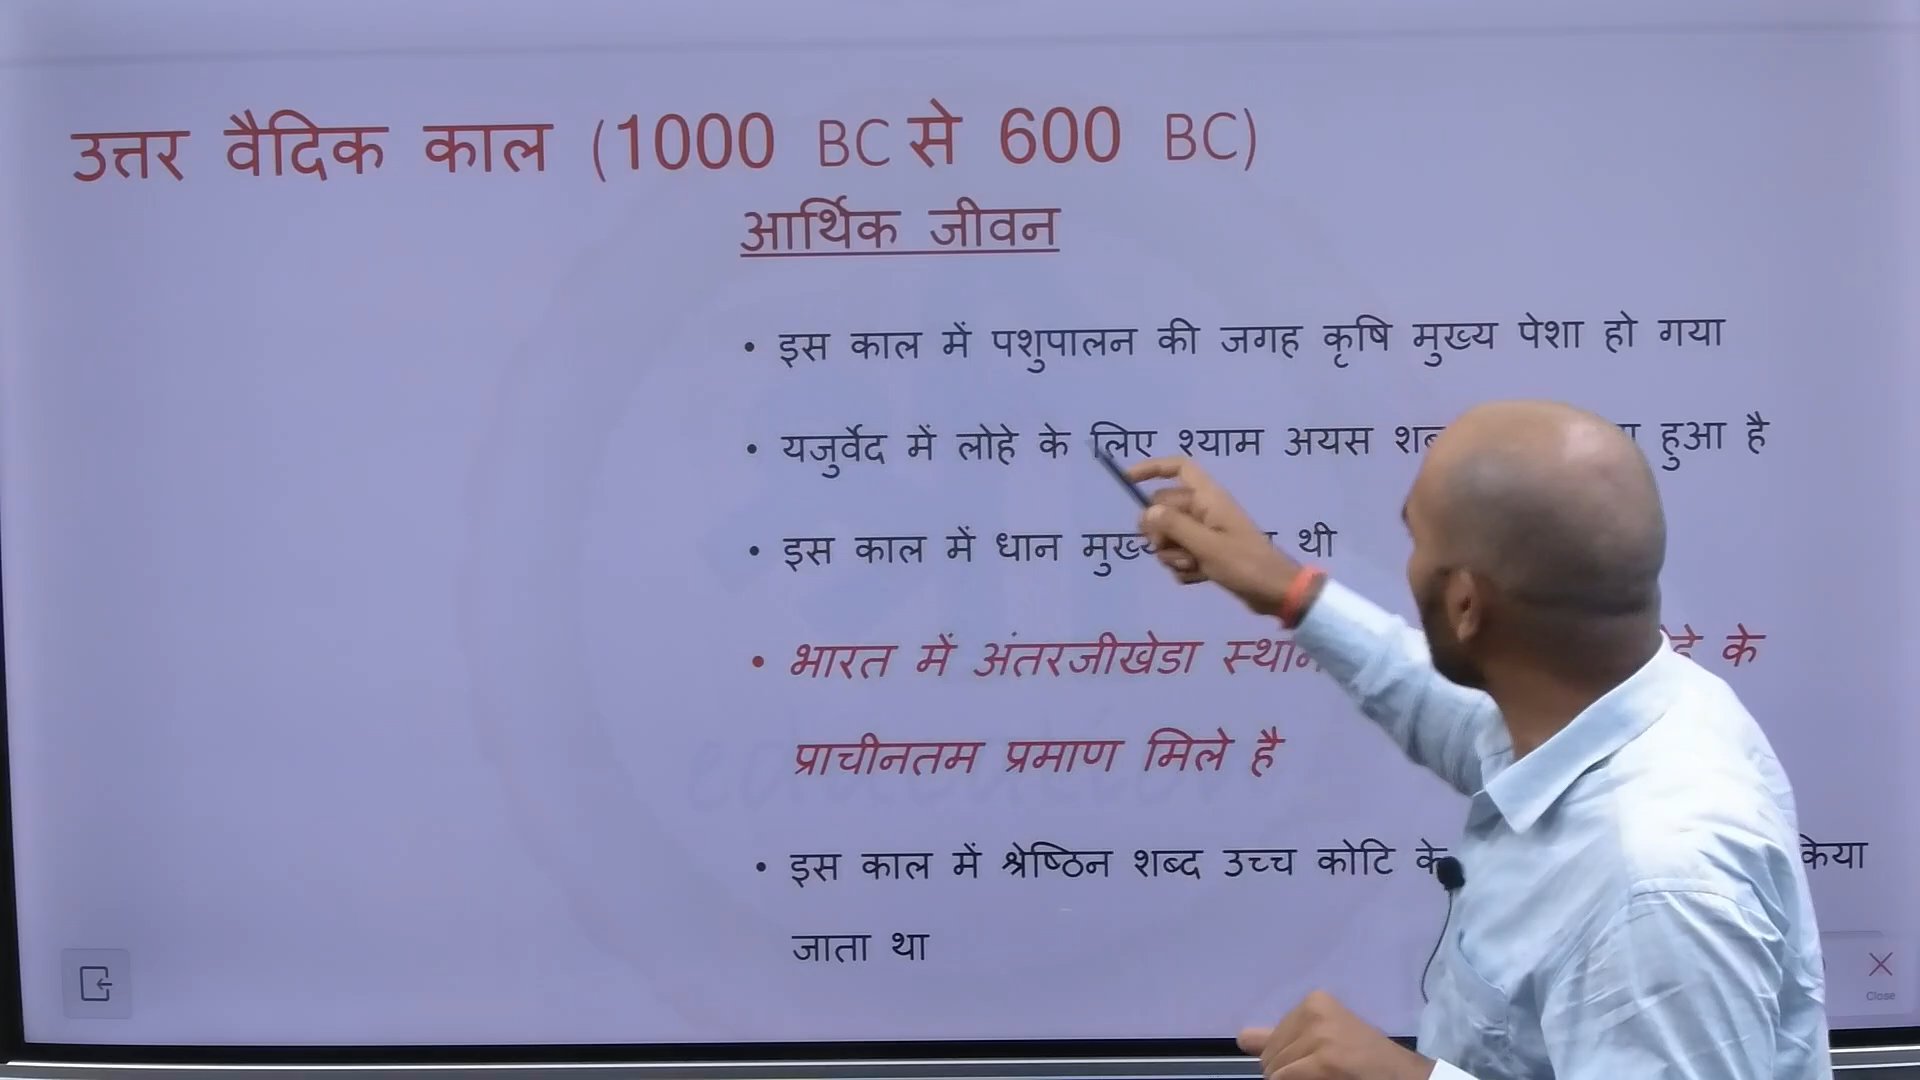 उत्तर वैदिक काल (1000 BC से 600 BC)
आर्थिक जीवन
• इस काल में पशुपालन की जगह कृषि मुख्य पेशा हो गया
• यजुर्वेद में लोहे के लिए श्याम अयस हुआ है
• इस काल में धान थी
• भारत में अंतरजीखेडा के
प्राचीनतम प्रमाण मिले है
• इस काल में श्रेष्ठिन शब्द उच्च कोटि के किया
जाता था
Close